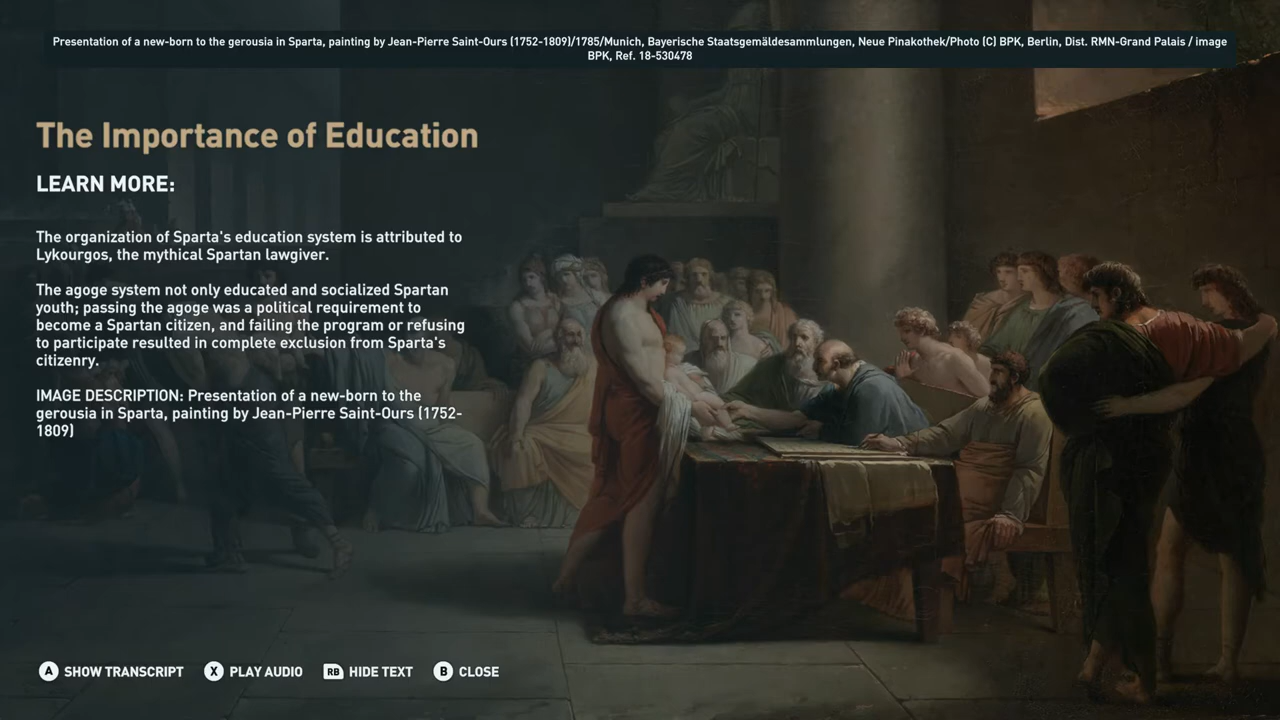 Presentation of a new-born to the gerousia in Sparta, painting by Jean-Pierre Saint-Ours (1752-1809)/1785/Munich, Bayerische Staatsgemäldesammlungen, Neue Pinakothek/Photo (C) BPK, Berlin, Dist. RMN-Grand Palais / image
BPK, Ref. 18-530478
The Importance of Education
LEARN MORE:
The organization of Sparta's education system is attributed to
Lykourgos, the mythical Spartan lawgiver.
The agoge system not only educated and socialized Spartan
youth; passing the agoge was a political requirement to
become a Spartan citizen, and failing the program or refusing
to participate resulted in complete exclusion from Sparta's
citizenry.
IMAGE DESCRIPTION: Presentation of a new-born to the
gerousia in Sparta, painting by Jean-Pierre Saint-Ours (1752-
1809)
A SHOW TRANSCRIPT X PLAY AUDIO RB HIDE TEXT B CLOSE